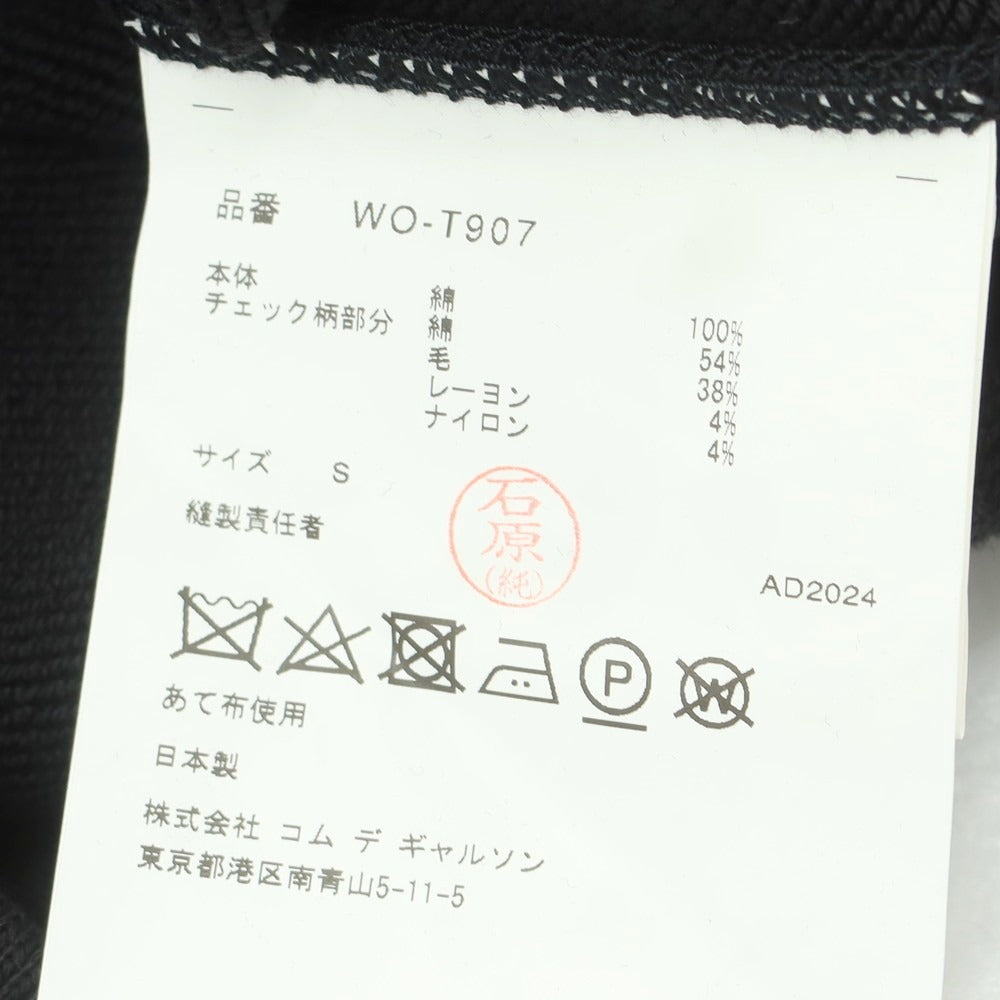 品番 WO-T907
本体 綿 100%
チェック柄部分 綿 54%
毛 38%
レーヨン 4%
ナイロン 4%
サイズ S
縫製責任者 石原(純)
AD2024
P
W
あて布使用
日本製
株式会社 コム デ ギャルソン
東京都港区南青山5-11-5